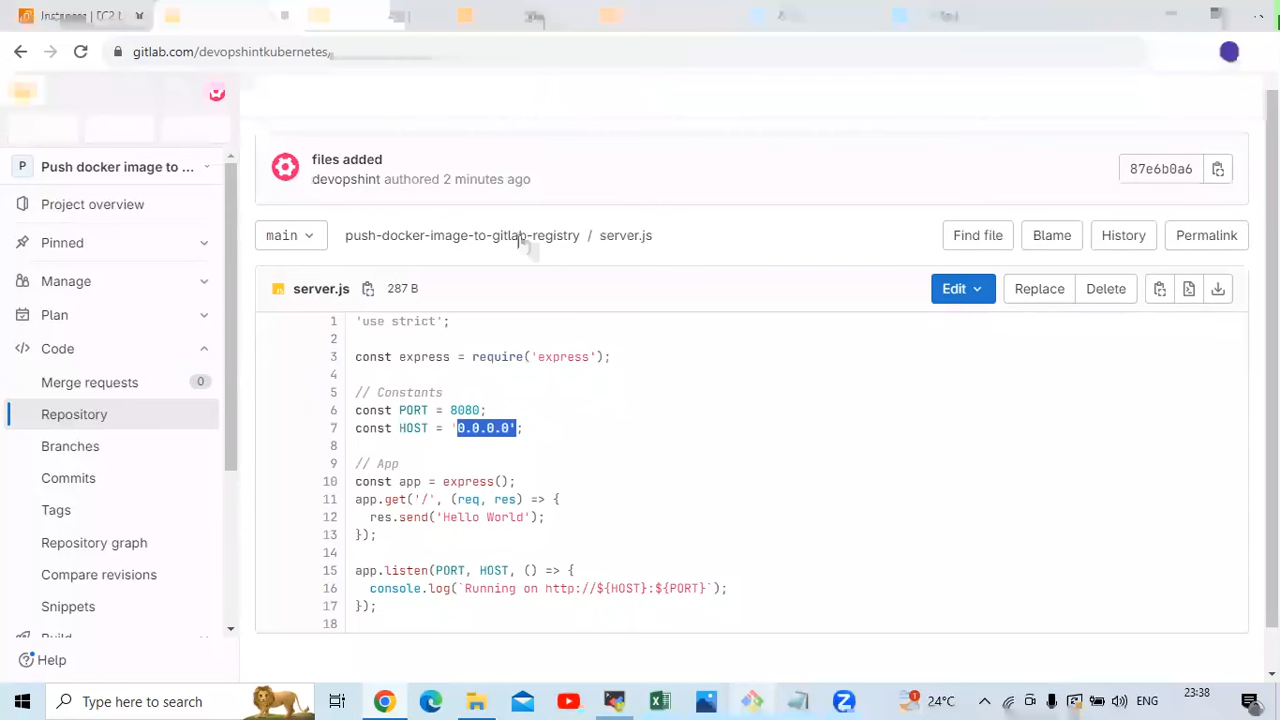 Instances | EC2
gitlab.com/devopshintkubernetes/
P Push docker image to ...
Project overview
Pinned
Manage
Plan
Code
Merge requests 0
Repository
Branches
Commits
Tags
Repository graph
Compare revisions
Snippets
Build
Help
files added
devopshint authored 2 minutes ago
87e6b0a6
main push-docker-image-to-gitlab-registry / server.js
Find file Blame History Permalink
server.js 287 B
Edit Replace Delete
1 'use strict';
2
3 const express = require('express');
4
5 // Constants
6 const PORT = 8080;
7 const HOST = '0.0.0.0';
8
9 // App
10 const app = express();
11 app.get('/', (req, res) => {
12 res.send('Hello World');
13 });
14
15 app.listen(PORT, HOST, () => {
16 console.log(`Running on http://${HOST}:${PORT}`);
17 });
18
Type here to search
1
24°C
ENG
23:38